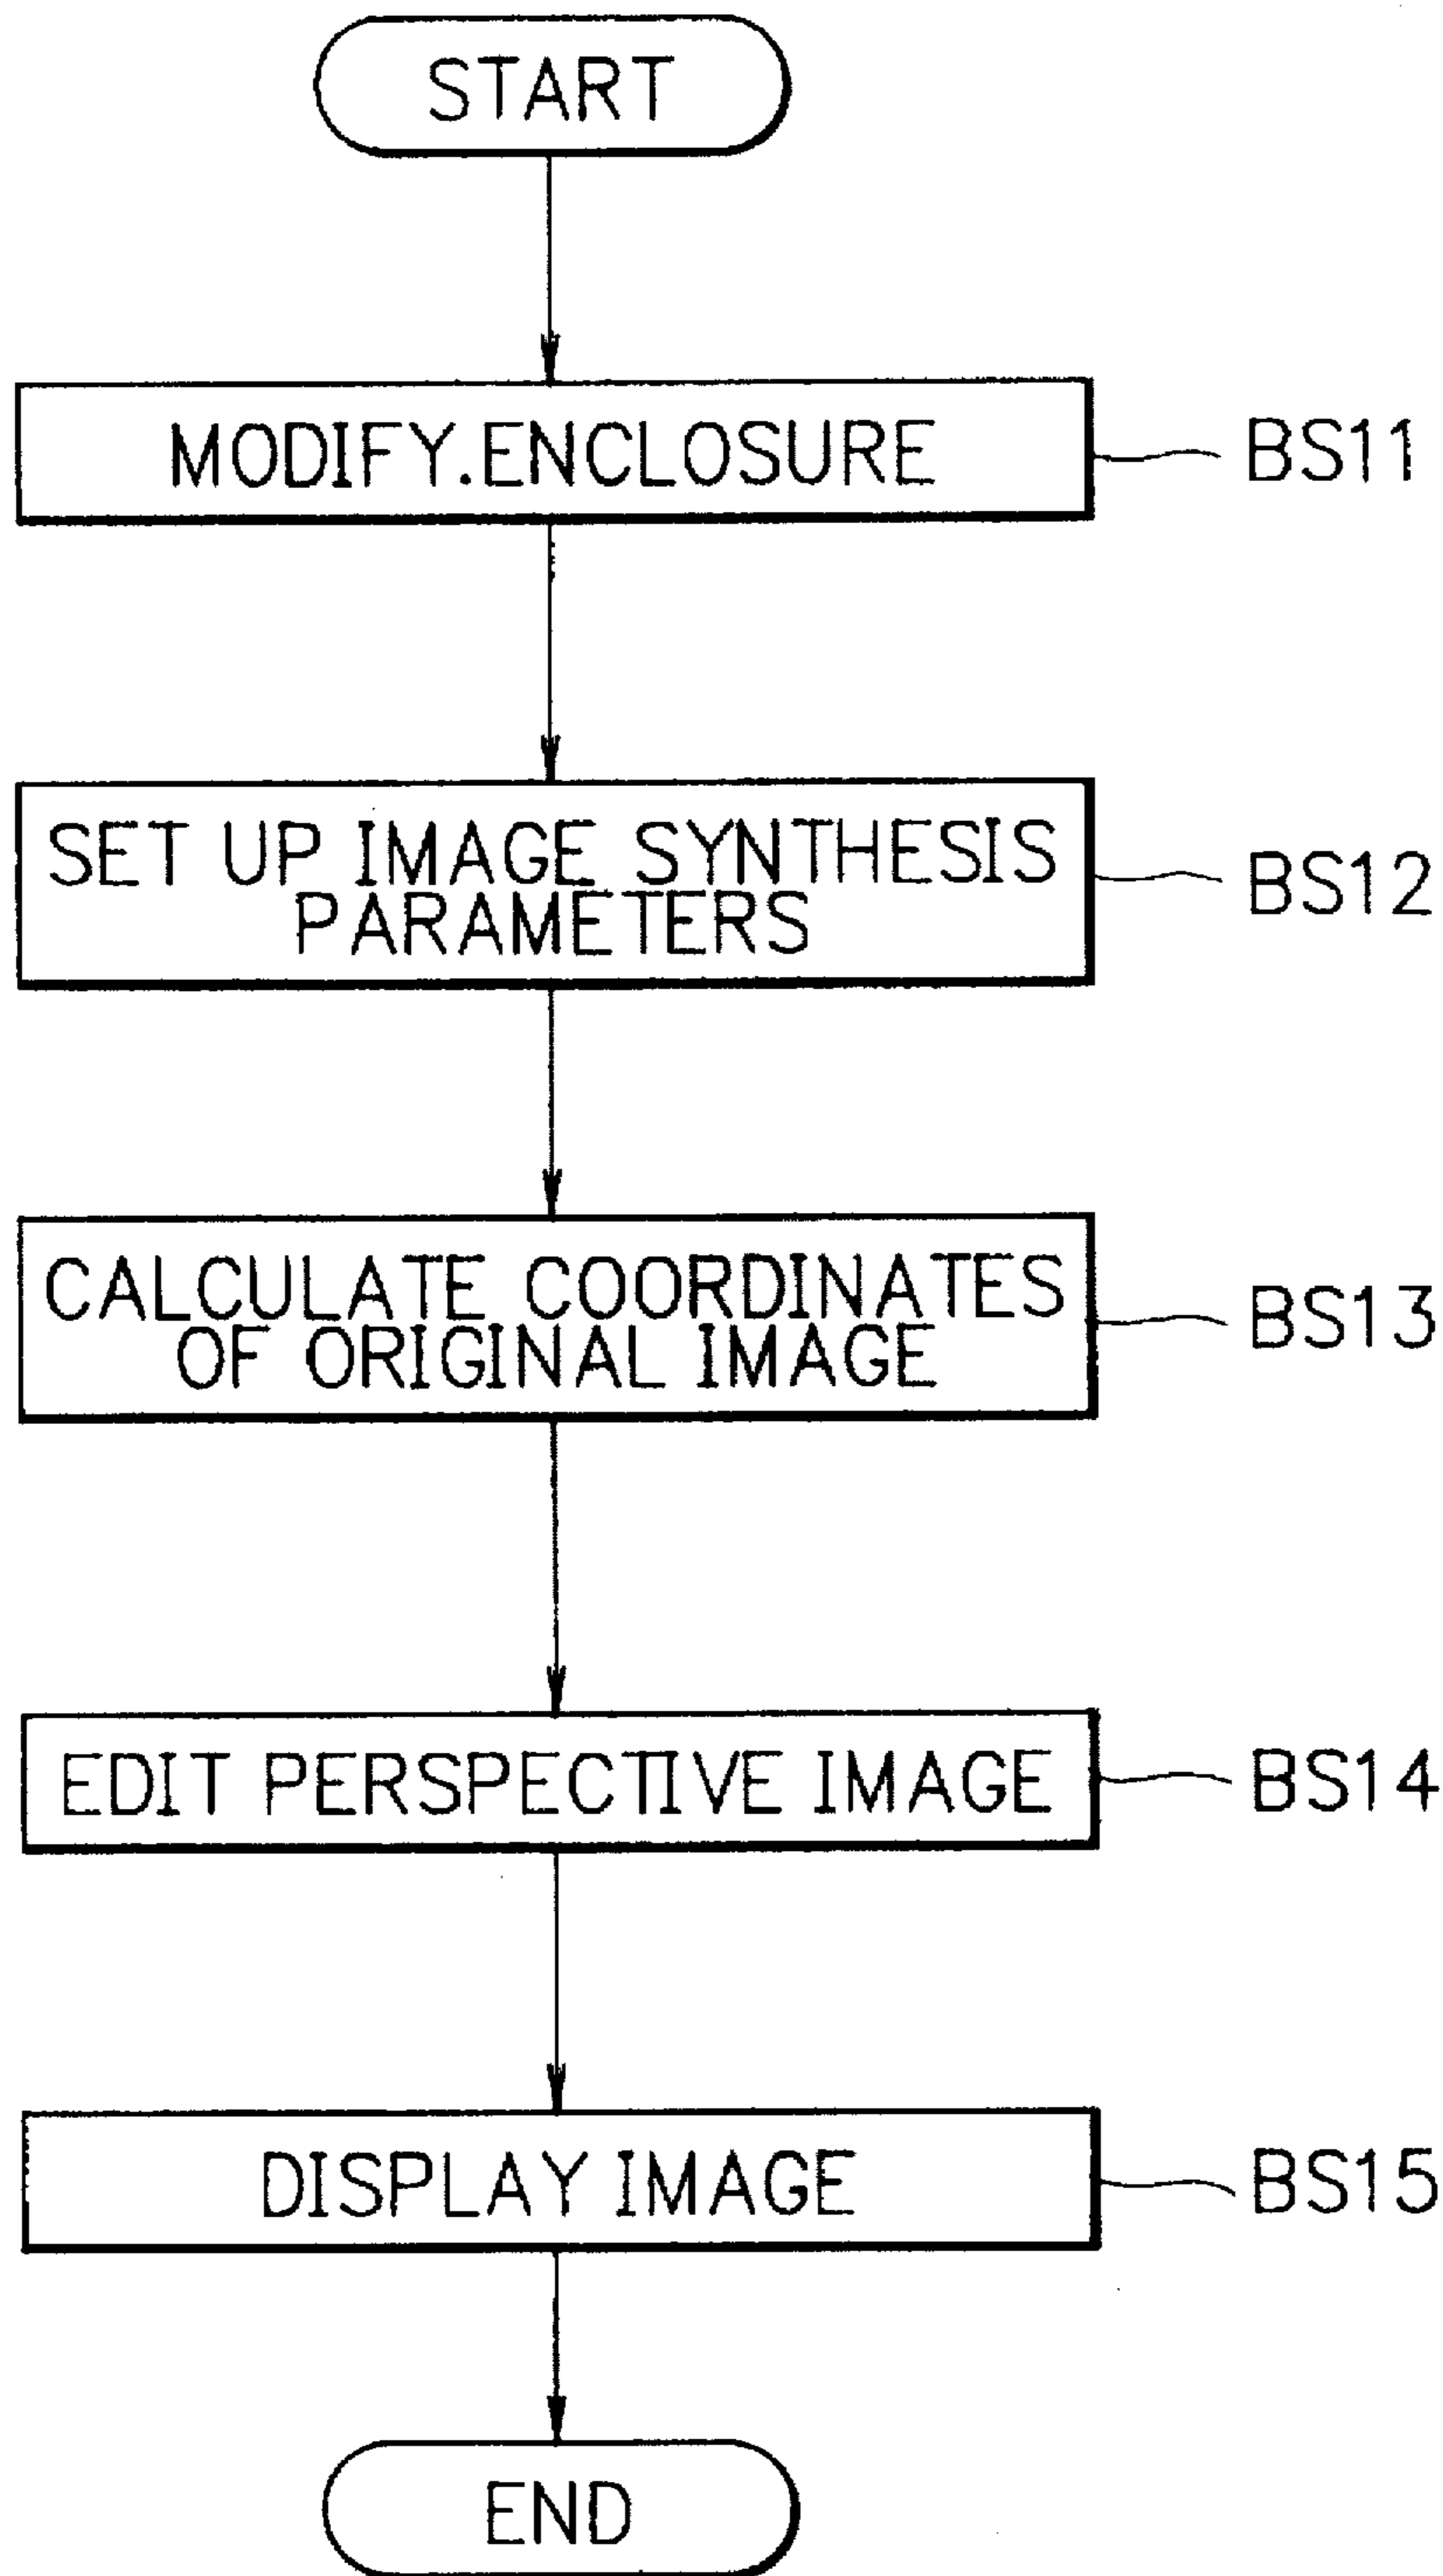 START
MODIFY.ENCLOSURE
BS11
SET UP IMAGE SYNTHESIS
PARAMETERS
BS12
CALCULATE COORDINATES
OF ORIGINAL IMAGE
BS13
EDIT PERSPECTIVE IMAGE
BS14
DISPLAY IMAGE
BS15
END